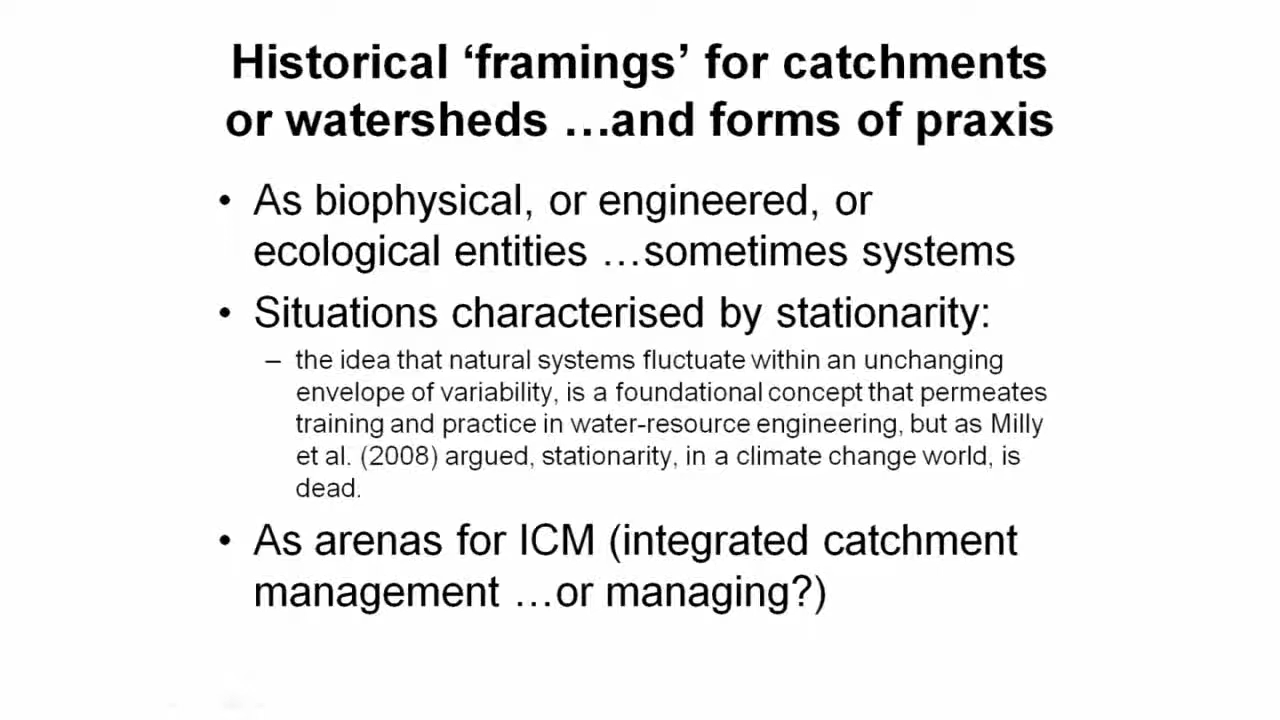 Historical ‘framings’ for catchments
or watersheds …and forms of praxis
• As biophysical, or engineered, or
ecological entities …sometimes systems
• Situations characterised by stationarity:
– the idea that natural systems fluctuate within an unchanging
envelope of variability, is a foundational concept that permeates
training and practice in water-resource engineering, but as Milly
et al. (2008) argued, stationarity, in a climate change world, is
dead.
• As arenas for ICM (integrated catchment
management …or managing?)